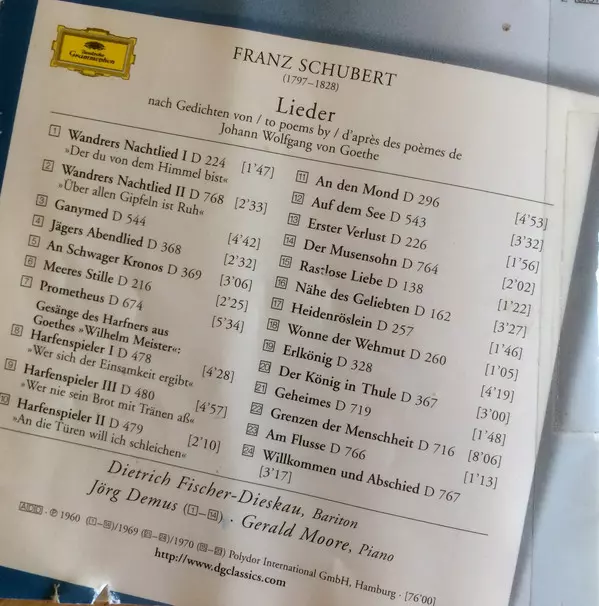 Deutsche
Grammophon
FRANZ SCHUBERT
(1797–1828)
Lieder
nach Gedichten von / to poems by / d'après des poèmes de
Johann Wolfgang von Goethe
1 Wandrers Nachtlied I D 224 [1'47]
»Der du von dem Himmel bist«
2 Wandrers Nachtlied II D 768 [2'33]
»Über allen Gipfeln ist Ruh«
3 Ganymed D 544 [4'42]
4 Jägers Abendlied D 368 [2'32]
5 An Schwager Kronos D 369 [3'06]
6 Meeres Stille D 216 [2'25]
7 Prometheus D 674 [5'34]
Gesänge des Harfners aus
Goethes »Wilhelm Meister«:
8 Harfenspieler I D 478 [4'28]
»Wer sich der Einsamkeit ergibt«
9 Harfenspieler III D 480 [4'57]
»Wer nie sein Brot mit Tränen aß«
10 Harfenspieler II D 479 [2'10]
»An die Türen will ich schleichen«
11 An den Mond D 296 [4'53]
12 Auf dem See D 543 [3'32]
13 Erster Verlust D 226 [1'56]
14 Der Musensohn D 764 [2'02]
15 Rastlose Liebe D 138 [1'22]
16 Nähe des Geliebten D 162 [3'27]
17 Heidenröslein D 257 [1'46]
18 Wonne der Wehmut D 260 [1'05]
19 Erlkönig D 328 [4'19]
20 Der König in Thule D 367 [3'00]
21 Geheimes D 719 [1'48]
22 Grenzen der Menschheit D 716 [8'06]
23 Am Flusse D 766 [1'13]
24 Willkommen und Abschied D 767
[3'17]
Dietrich Fischer-Dieskau, Bariton
Jörg Demus (1–14) · Gerald Moore, Piano
ADD · ℗ 1960 /1969 /1970 Polydor International GmbH, Hamburg · [76'00]
http://www.dgclassics.com